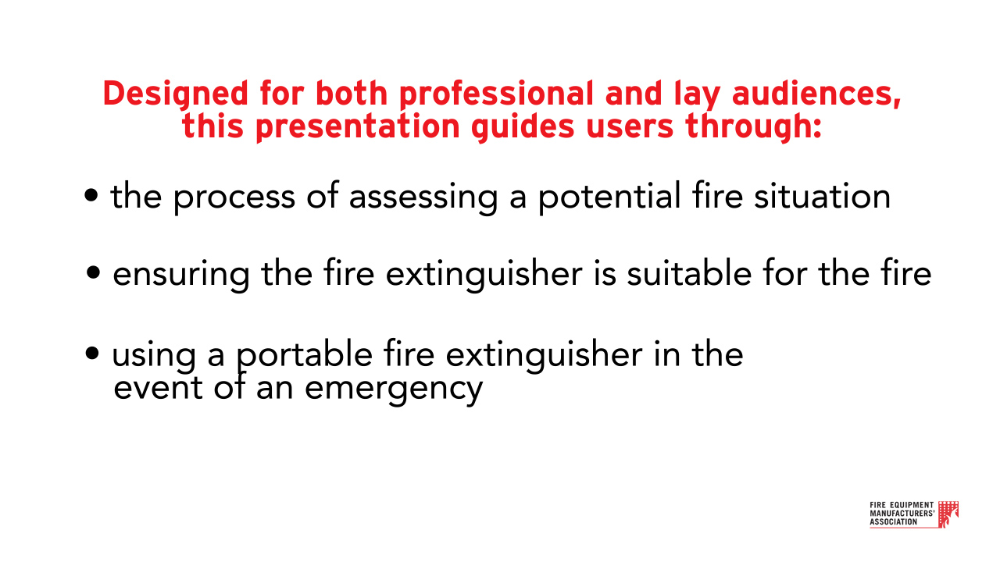 Designed for both professional and lay audiences,
this presentation guides users through:
• the process of assessing a potential fire situation
• ensuring the fire extinguisher is suitable for the fire
• using a portable fire extinguisher in the
event of an emergency
FIRE EQUIPMENT
MANUFACTURERS'
ASSOCIATION